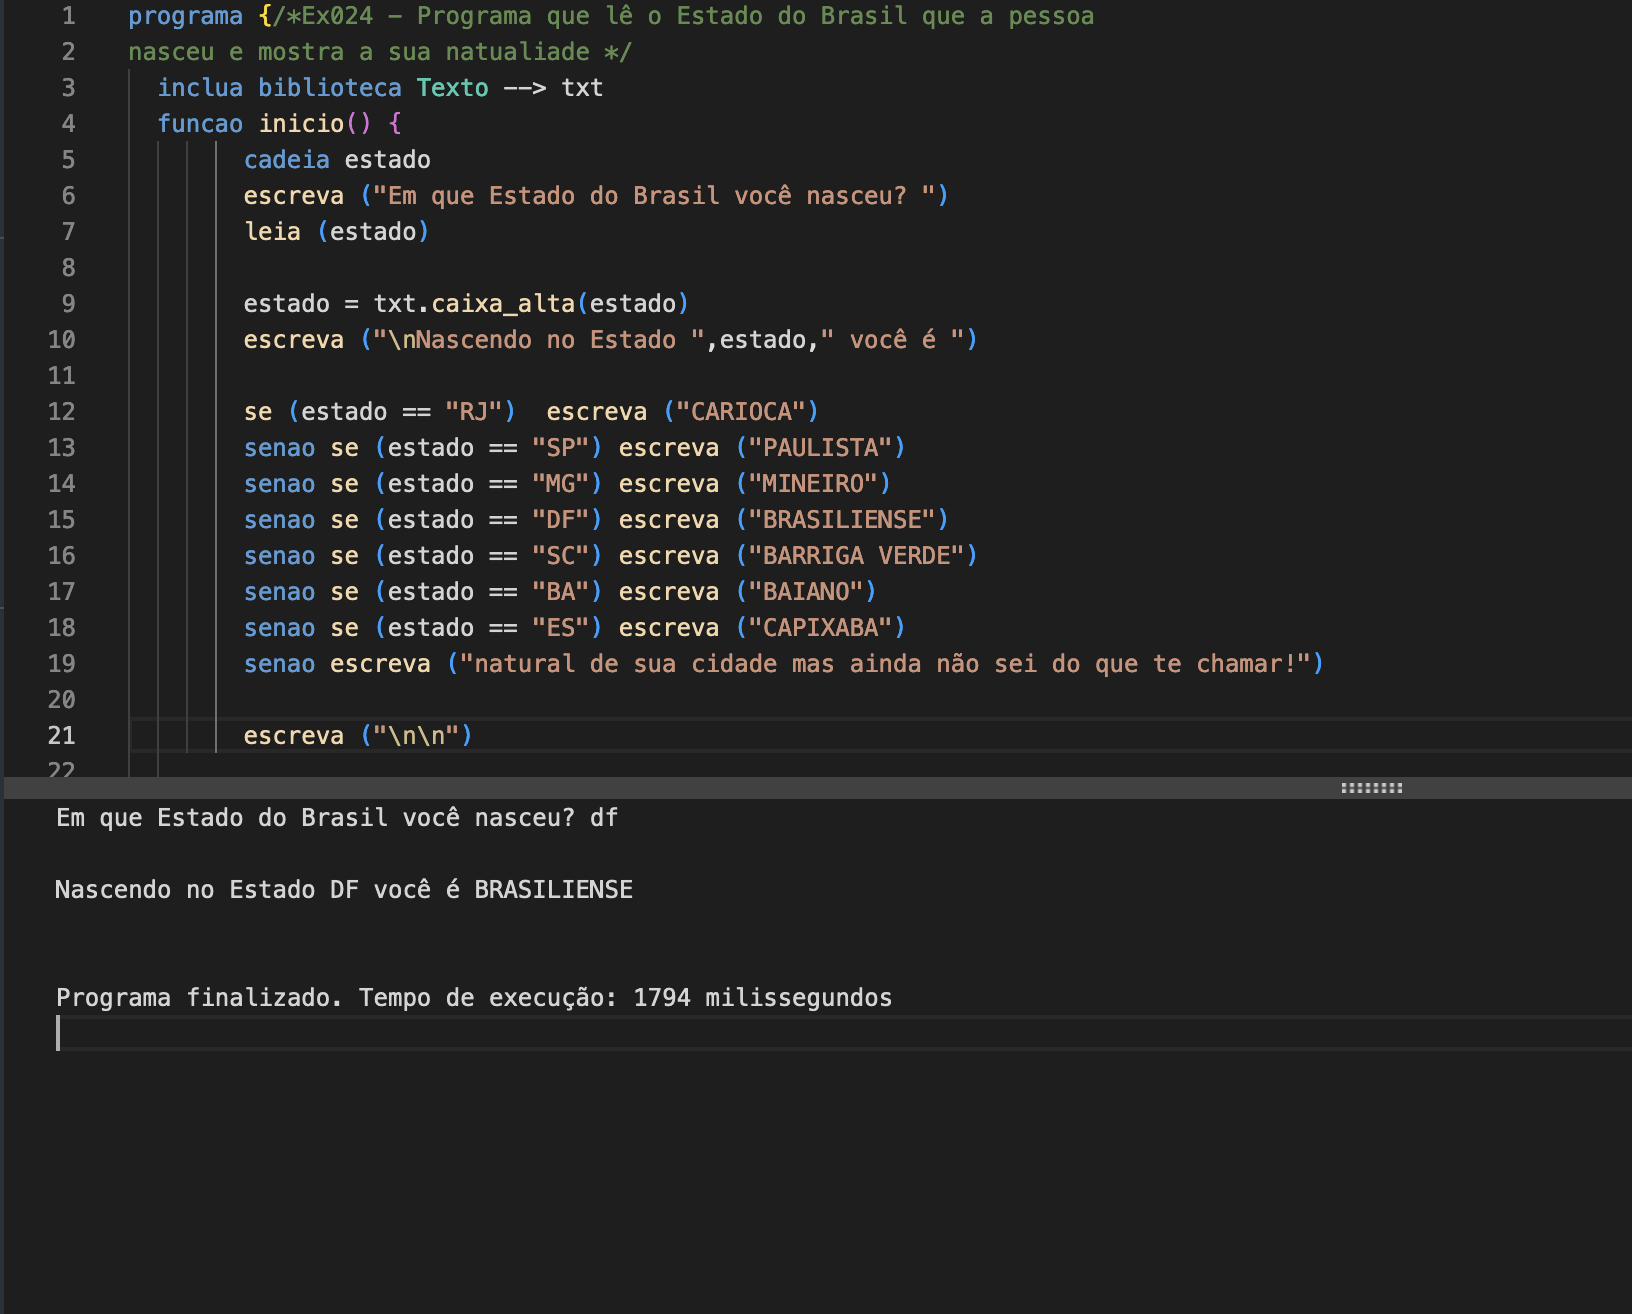 1 programa {/*Ex024 – Programa que lê o Estado do Brasil que a pessoa
2 nasceu e mostra a sua natualiade */
3 inclua biblioteca Texto --> txt
4 funcao inicio() {
5 cadeia estado
6 escreva ("Em que Estado do Brasil você nasceu? ")
7 leia (estado)
8
9 estado = txt.caixa_alta(estado)
10 escreva ("\nNascendo no Estado ",estado," você é ")
11
12 se (estado == "RJ")  escreva ("CARIOCA")
13 senao se (estado == "SP") escreva ("PAULISTA")
14 senao se (estado == "MG") escreva ("MINEIRO")
15 senao se (estado == "DF") escreva ("BRASILIENSE")
16 senao se (estado == "SC") escreva ("BARRIGA VERDE")
17 senao se (estado == "BA") escreva ("BAIANO")
18 senao se (estado == "ES") escreva ("CAPIXABA")
19 senao escreva ("natural de sua cidade mas ainda não sei do que te chamar!")
20
21 escreva ("\n\n")
22
Em que Estado do Brasil você nasceu? df
Nascendo no Estado DF você é BRASILIENSE
Programa finalizado. Tempo de execução: 1794 milissegundos